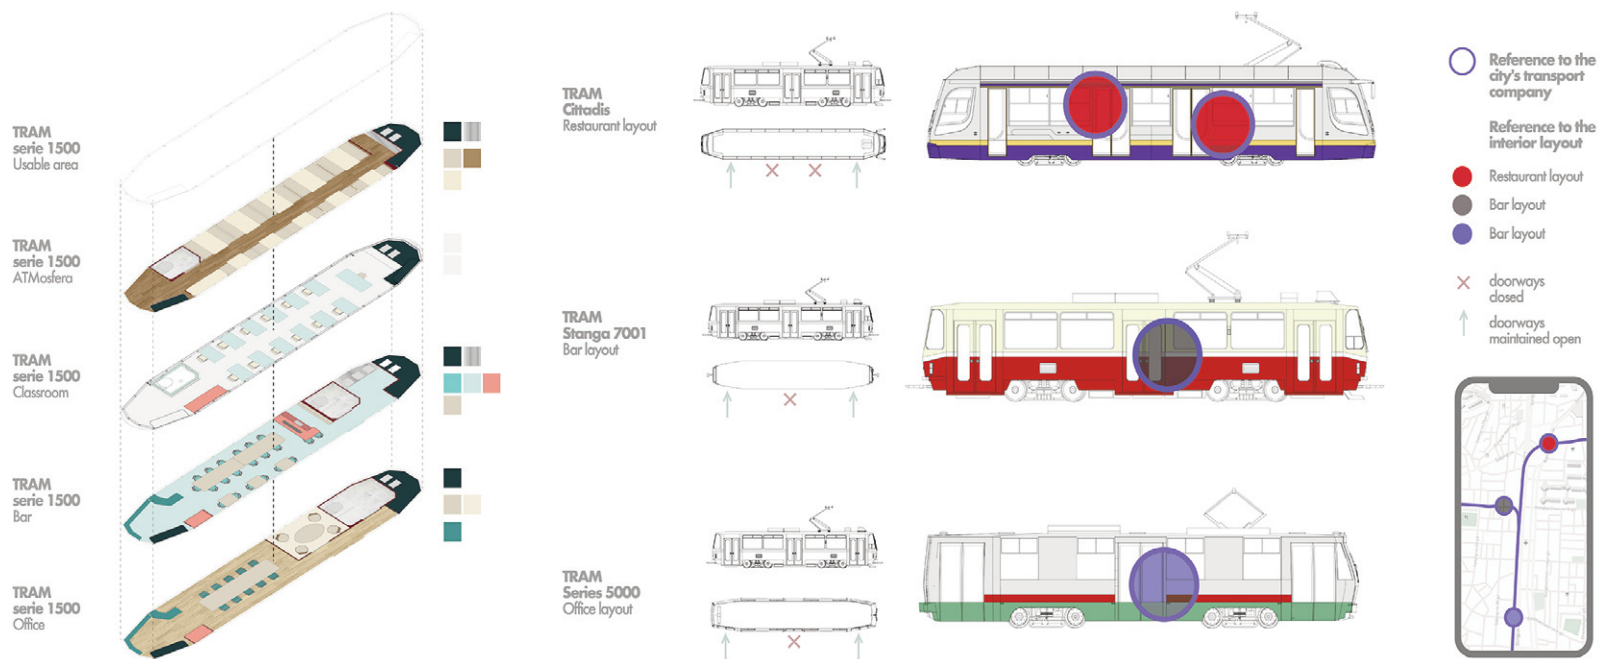 TRAM
serie 1500
Usable area
TRAM
serie 1500
ATMosfera
TRAM
serie 1500
Classroom
TRAM
serie 1500
Bar
TRAM
serie 1500
Office
TRAM
Cittadis
Restaurant layout
TRAM
Stanga 7001
Bar layout
TRAM
Series 5000
Office layout
Reference to the
city's transport
company
Reference to the
interior layout
Restaurant layout
Bar layout
Bar layout
doorways
closed
doorways
maintained open